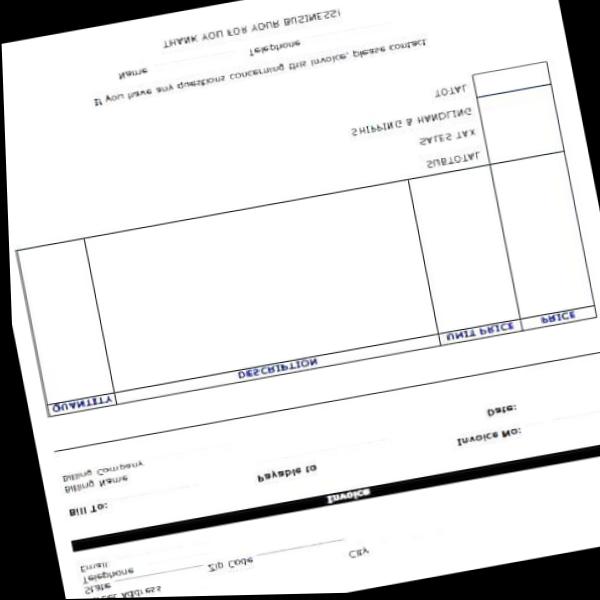 Address
State
City
Telephone
Zip Code
Email
Invoice
Bill To:
Payable to
Invoice No:
Billing Name
Date:
Billing Company
QUANTITY DESCRIPTION UNIT PRICE PRICE
SUBTOTAL
SALES TAX
SHIPPING & HANDLING
TOTAL
If you have any questions concerning this invoice, please contact
Name Telephone
THANK YOU FOR YOUR BUSINESS!